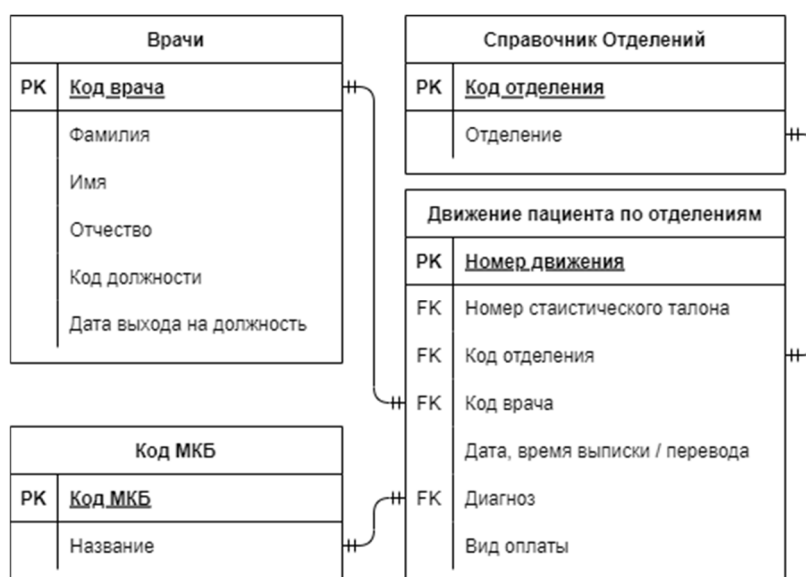 Врачи
PK Код врача
Фамилия
Имя
Отчество
Код должности
Дата выхода на должность
Справочник Отделений
PK Код отделения
Отделение
Движение пациента по отделениям
PK Номер движения
FK Номер стаистического талона
FK Код отделения
FK Код врача
Дата, время выписки / перевода
FK Диагноз
Вид оплаты
Код МКБ
PK Код МКБ
Название